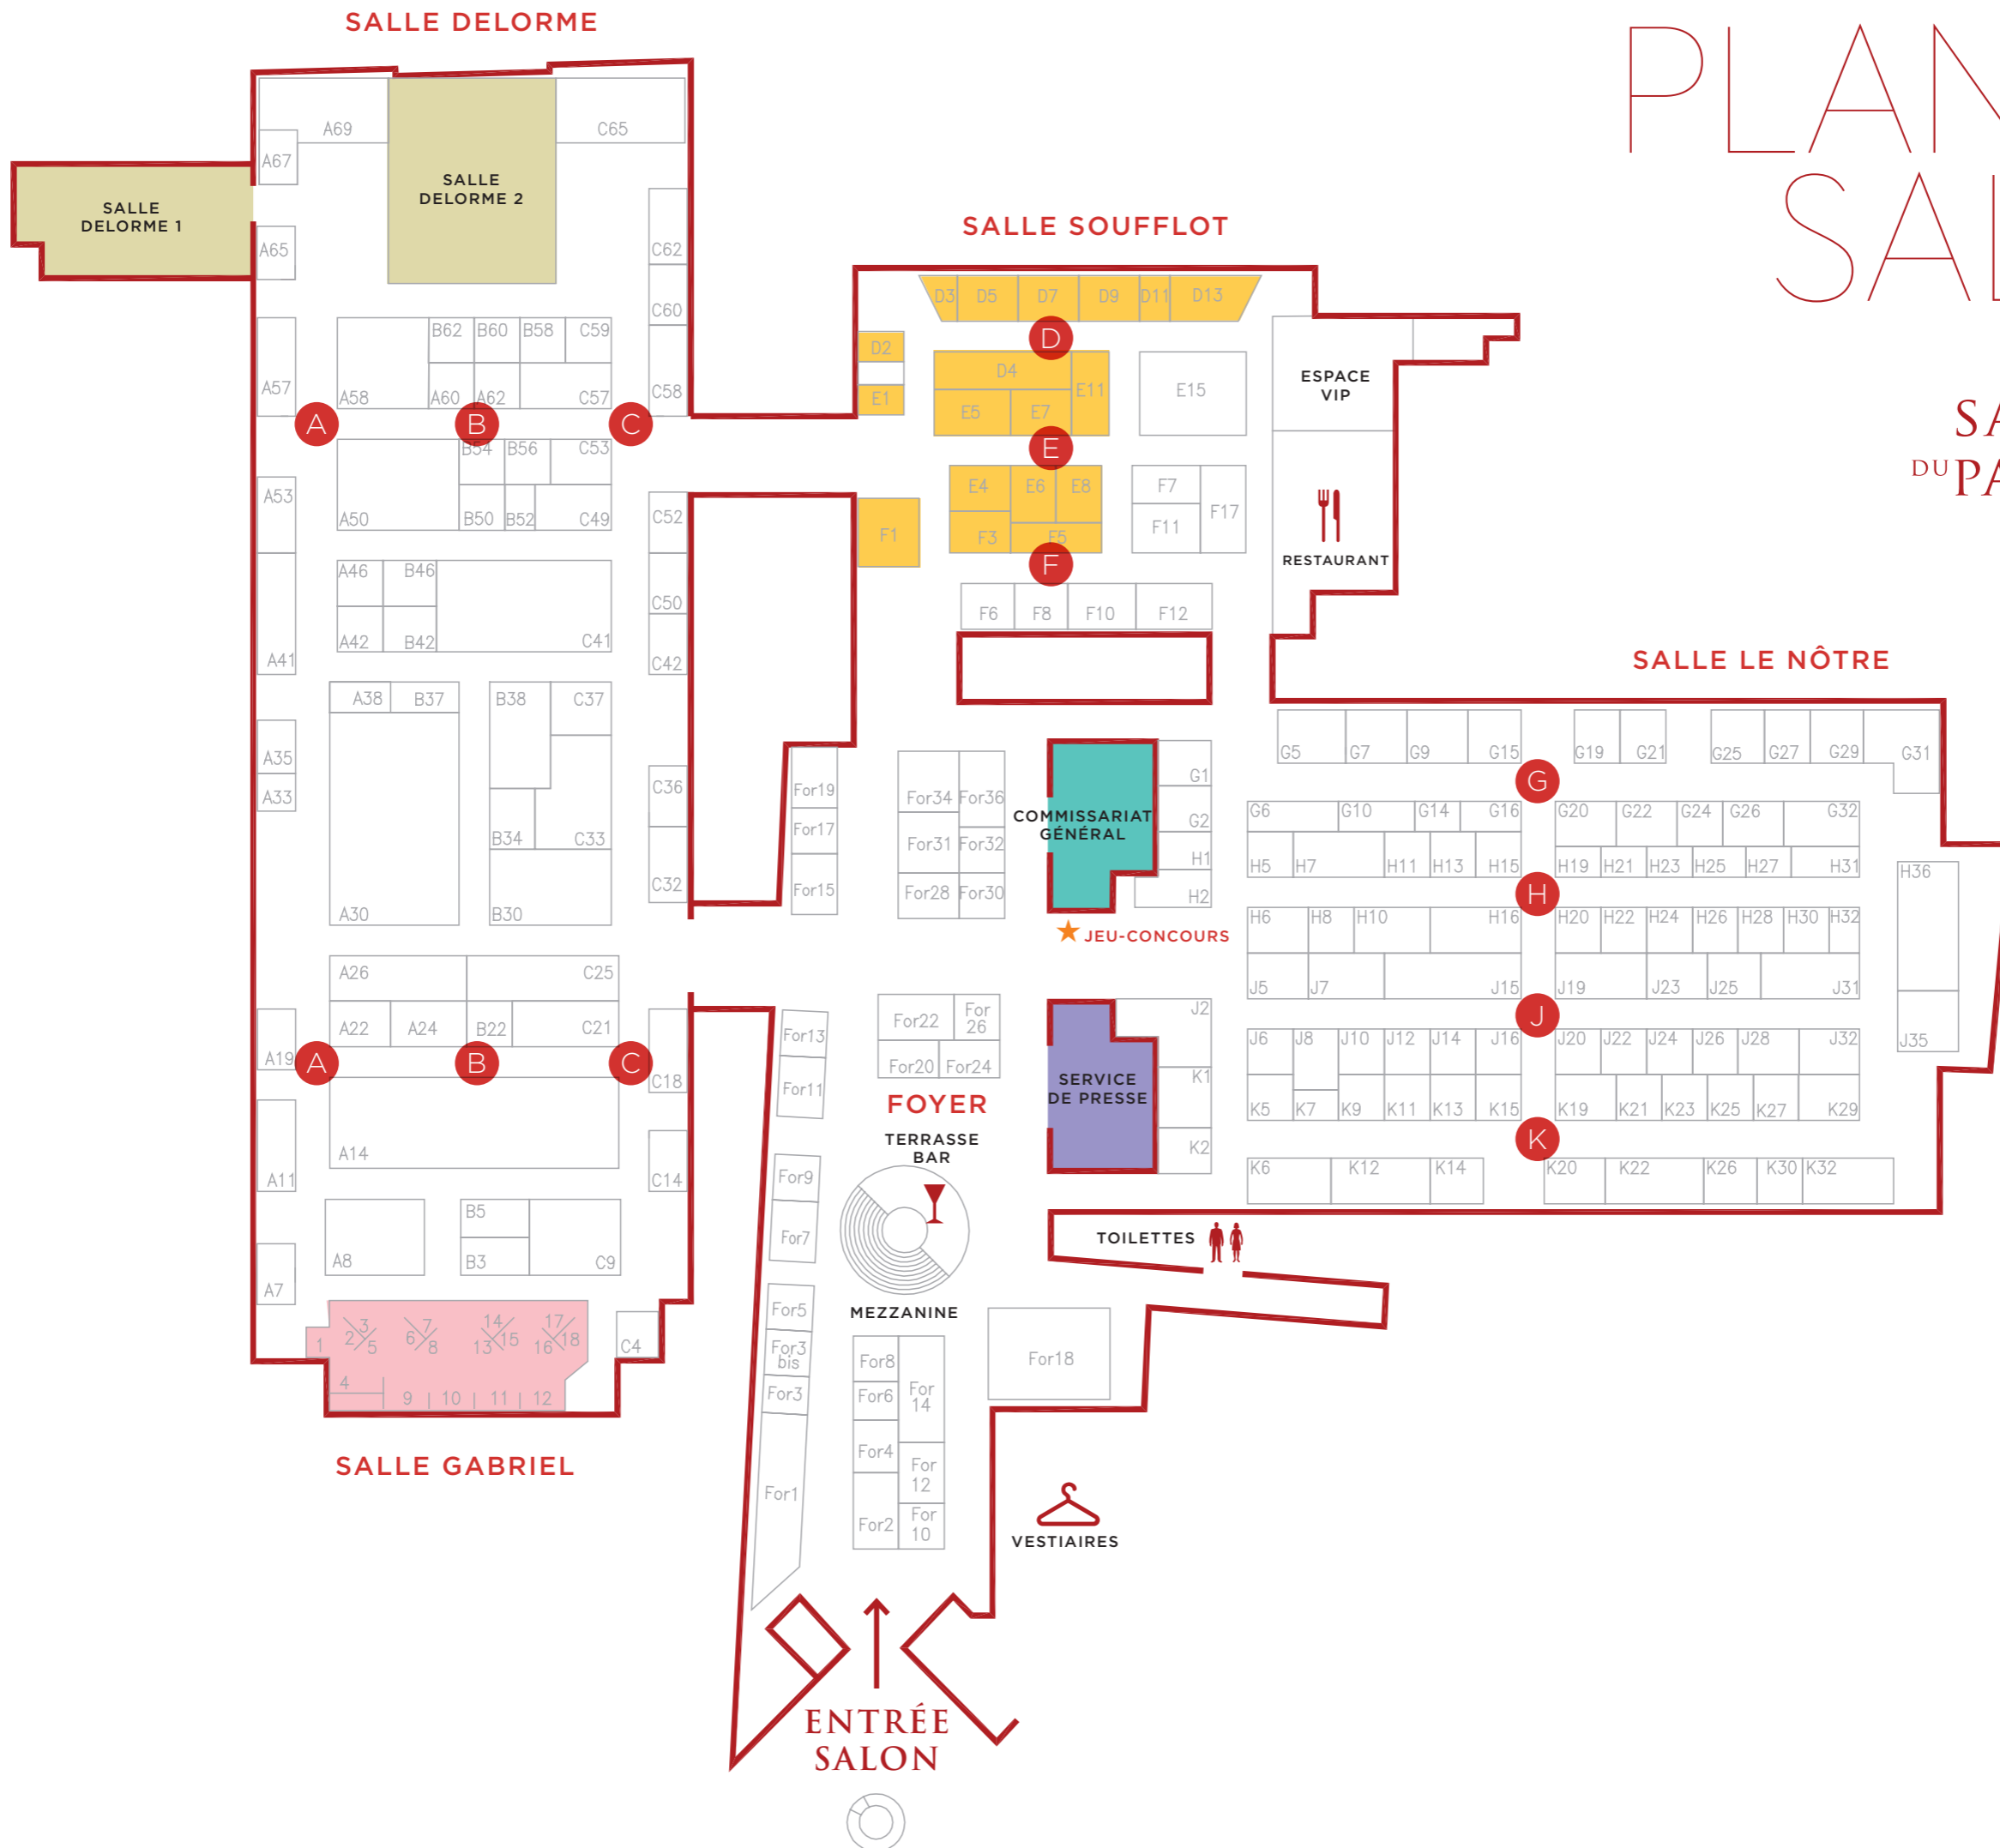 PLAN
SAL
SA
DU PA
SALLE DELORME
A69
C65
A67
SALLE
DELORME 2
SALLE
DELORME 1
A65
C62
C60
A57
A58
B62
B60
B58
C59
A60
A62
C57
C58
A
B
C
A53
A50
B54
B56
C53
B50
B52
C49
C52
A41
A46
B46
A42
B42
C41
C50
C42
A35
A33
A38
B37
B38
C37
A30
B34
C33
B30
C36
C32
A26
C25
A22
A24
B22
C21
A19
C18
A
B
C
A14
A11
C14
A8
B5
B3
C9
A7
C4
1
2
3
5
6
7
8
13
14
15
16
17
18
4
9
10
11
12
SALLE GABRIEL
SALLE SOUFFLOT
D3
D5
D7
D9
D11
D13
D
D2
E1
D4
E11
E5
E7
E15
E
E4
E6
E8
F3
F5
F1
F7
F11
F17
F
F6
F8
F10
F12
ESPACE
VIP
RESTAURANT
For19
For17
For15
For34
For36
For31
For32
For28
For30
COMMISSARIAT
GÉNÉRAL
G1
G2
H1
H2
JEU-CONCOURS
For13
For11
For22
For
26
For20
For24
FOYER
SERVICE
DE PRESSE
J2
K1
K2
TERRASSE
BAR
MEZZANINE
For9
For7
For5
For3
bis
For3
For1
For8
For6
For4
For2
For
14
For
12
For
10
For18
TOILETTES
VESTIAIRES
ENTRÉE
SALON
SALLE LE NÔTRE
G5
G7
G9
G15
G19
G21
G25
G27
G29
G31
G
G6
G10
G14
G16
G20
G22
G24
G26
G32
H5
H7
H11
H13
H15
H19
H21
H23
H25
H27
H31
H
H36
H6
H8
H10
H16
H20
H22
H24
H26
H28
H30
H32
J5
J7
J15
J19
J23
J25
J31
J
J35
J6
J8
J10
J12
J14
J16
J20
J22
J24
J26
J28
J32
K5
K7
K9
K11
K13
K15
K19
K21
K23
K25
K27
K29
K
K6
K12
K14
K20
K22
K26
K30
K32